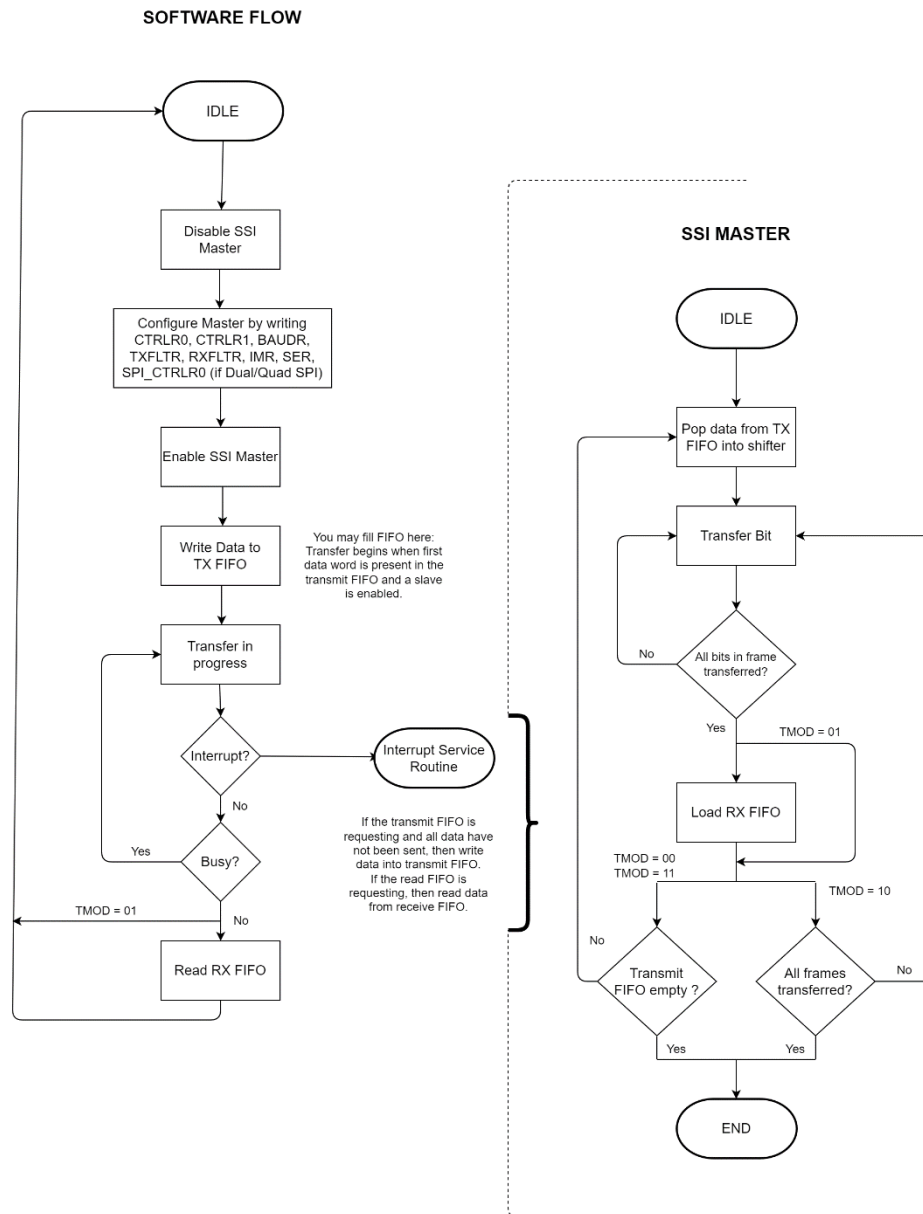 SOFTWARE FLOW
IDLE
Disable SSI
Master
Configure Master by writing
CTRLR0, CTRLR1, BAUDR,
TXFLTR, RXFLTR, IMR, SER,
SPI_CTRLR0 (if Dual/Quad SPI)
Enable SSI Master
Write Data to
TX FIFO
You may fill FIFO here:
Transfer begins when first
data word is present in the
transmit FIFO and a slave
is enabled.
Transfer in
progress
Interrupt?
Interrupt Service
Routine
No
If the transmit FIFO is
requesting and all data have
not been sent, then write
data into transmit FIFO.
If the read FIFO is
requesting, then read data
from receive FIFO.
Yes
Busy?
TMOD = 01
No
Read RX FIFO
SSI MASTER
IDLE
Pop data from TX
FIFO into shifter
Transfer Bit
No
All bits in frame
transferred?
Yes
TMOD = 01
Load RX FIFO
TMOD = 00
TMOD = 11
TMOD = 10
No
Transmit
FIFO empty ?
All frames
transferred?
No
Yes
Yes
END